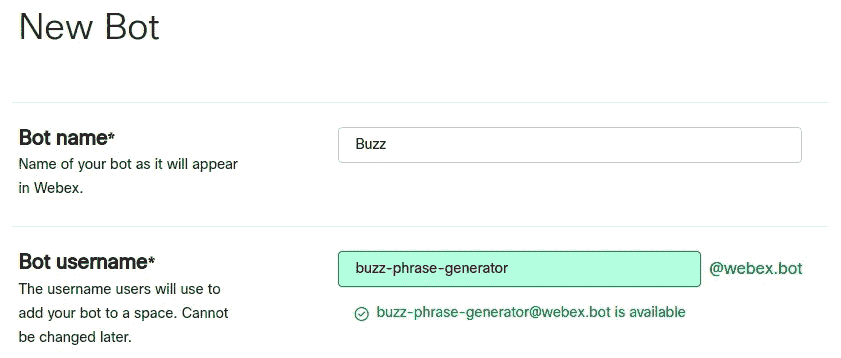 New Bot
Bot name*
Name of your bot as it will appear
in Webex.
Buzz
Bot username*
The username users will use to
add your bot to a space. Cannot
be changed later.
buzz-phrase-generator
@webex.bot
buzz-phrase-generator@webex.bot is available